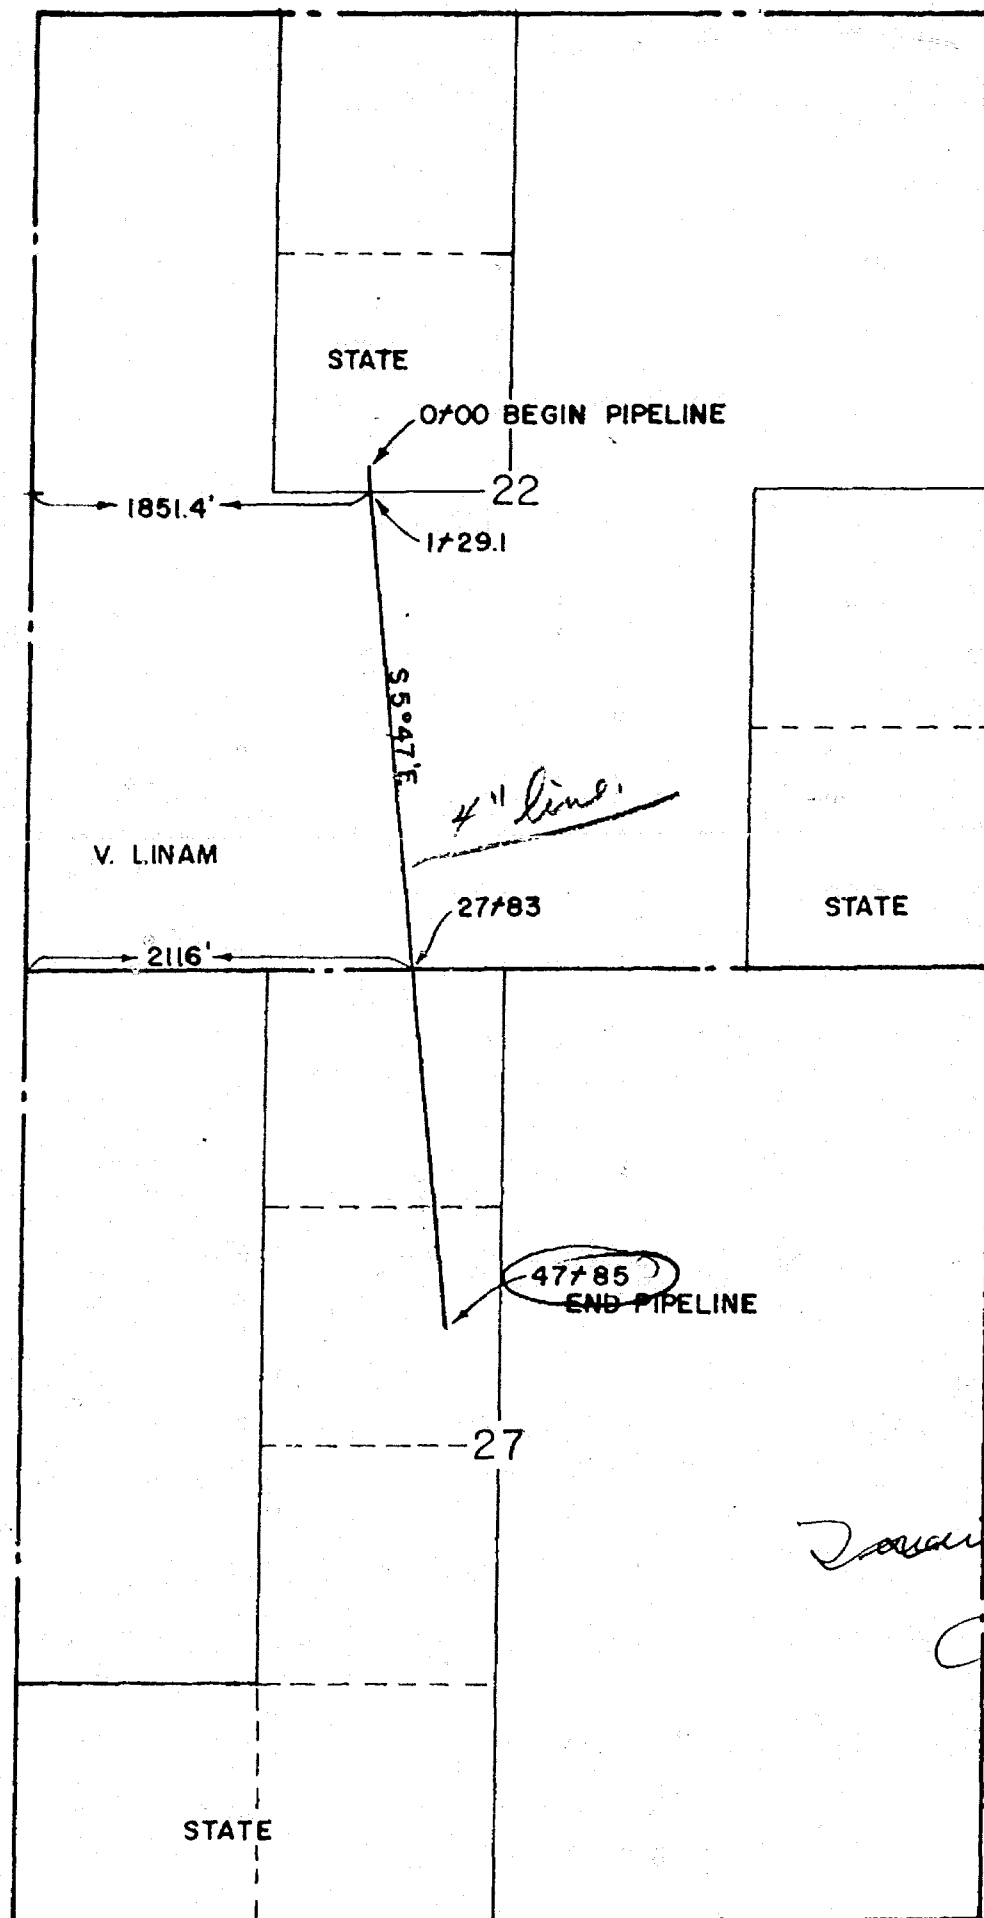 STATE
0+00 BEGIN PIPELINE
22
1851.4'
1+29.1
S 5°47'E
4" line.
V. LINAM
27+83
STATE
2116'
47+85
END PIPELINE
27
STATE